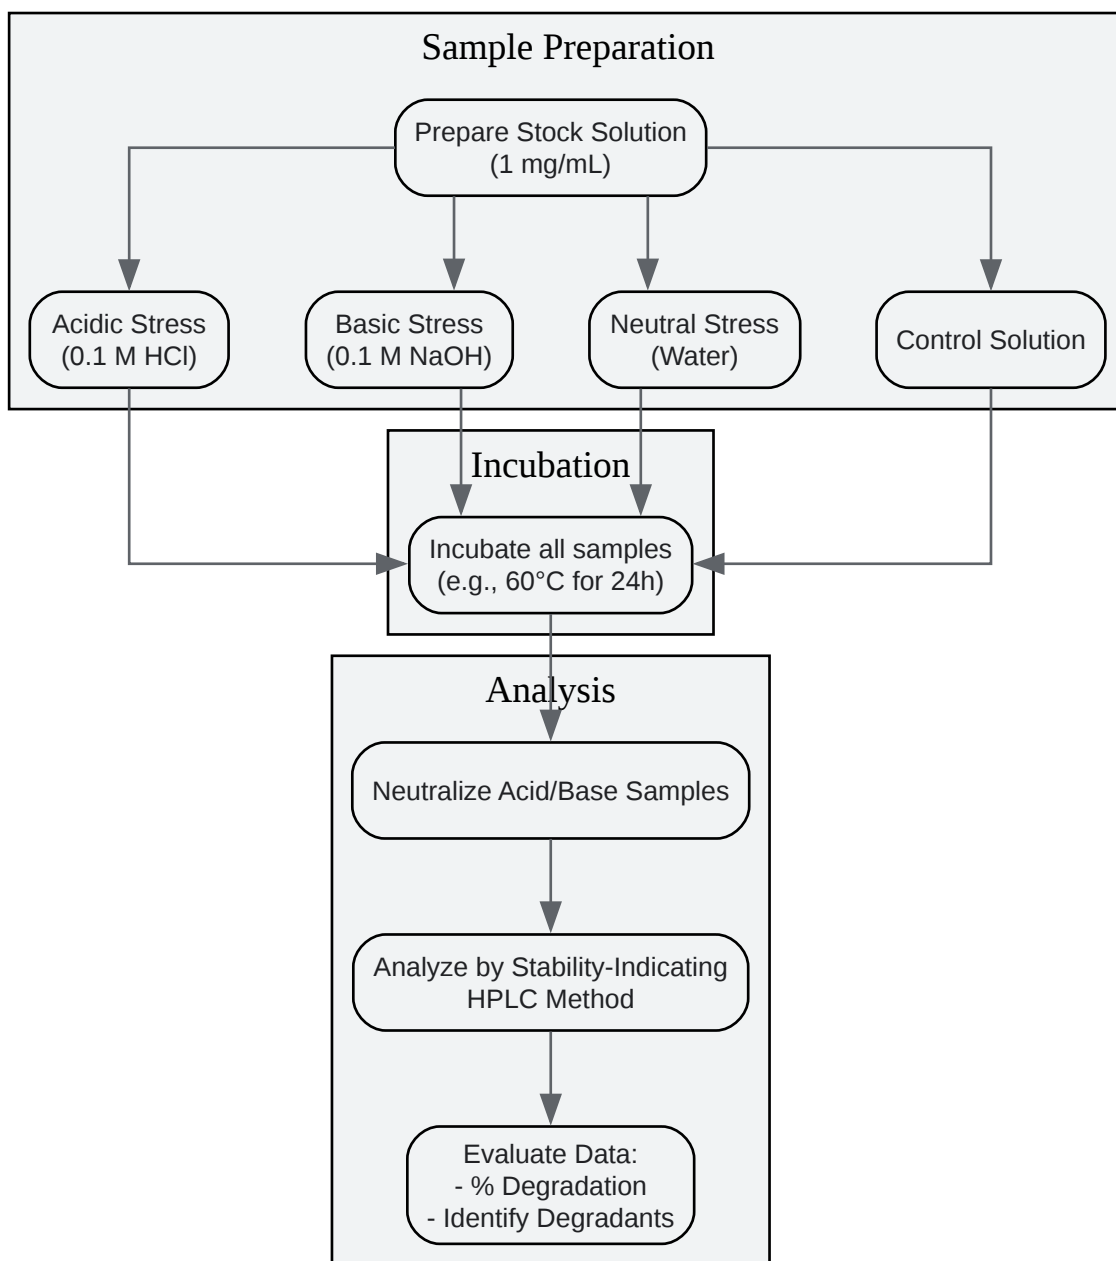 Sample Preparation
Prepare Stock Solution
(1 mg/mL)
Acidic Stress
(0.1 M HCl)
Basic Stress
(0.1 M NaOH)
Neutral Stress
(Water)
Control Solution
Incubation
Incubate all samples
(e.g., 60°C for 24h)
Analysis
Neutralize Acid/Base Samples
Analyze by Stability-Indicating
HPLC Method
Evaluate Data:
- % Degradation
- Identify Degradants